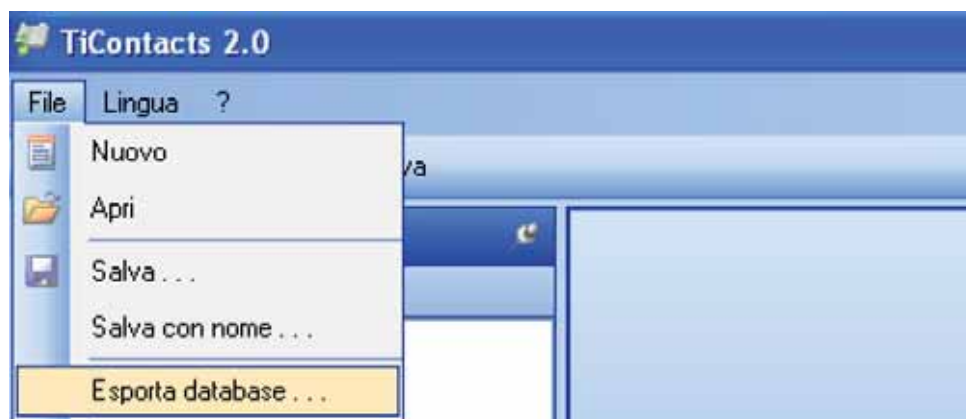 TiContacts 2.0
File Lingua ?
Nuovo
Apri
Salva . . .
Salva con nome . . .
Esporta database . . .